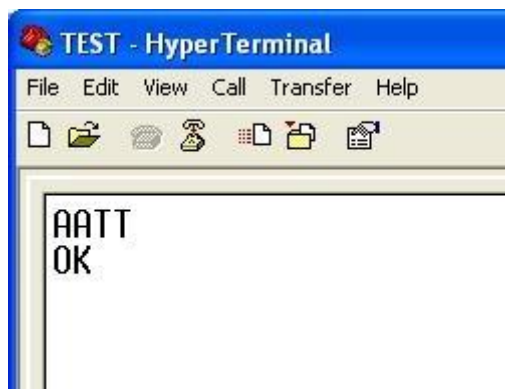 TEST - HyperTerminal
File Edit View Call Transfer Help
AATT
OK